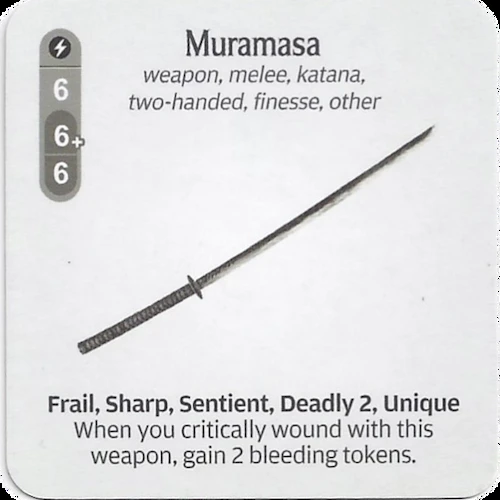 Muramasa
weapon, melee, katana,
two-handed, finesse, other
6
6+
6
Frail, Sharp, Sentient, Deadly 2, Unique
When you critically wound with this
weapon, gain 2 bleeding tokens.